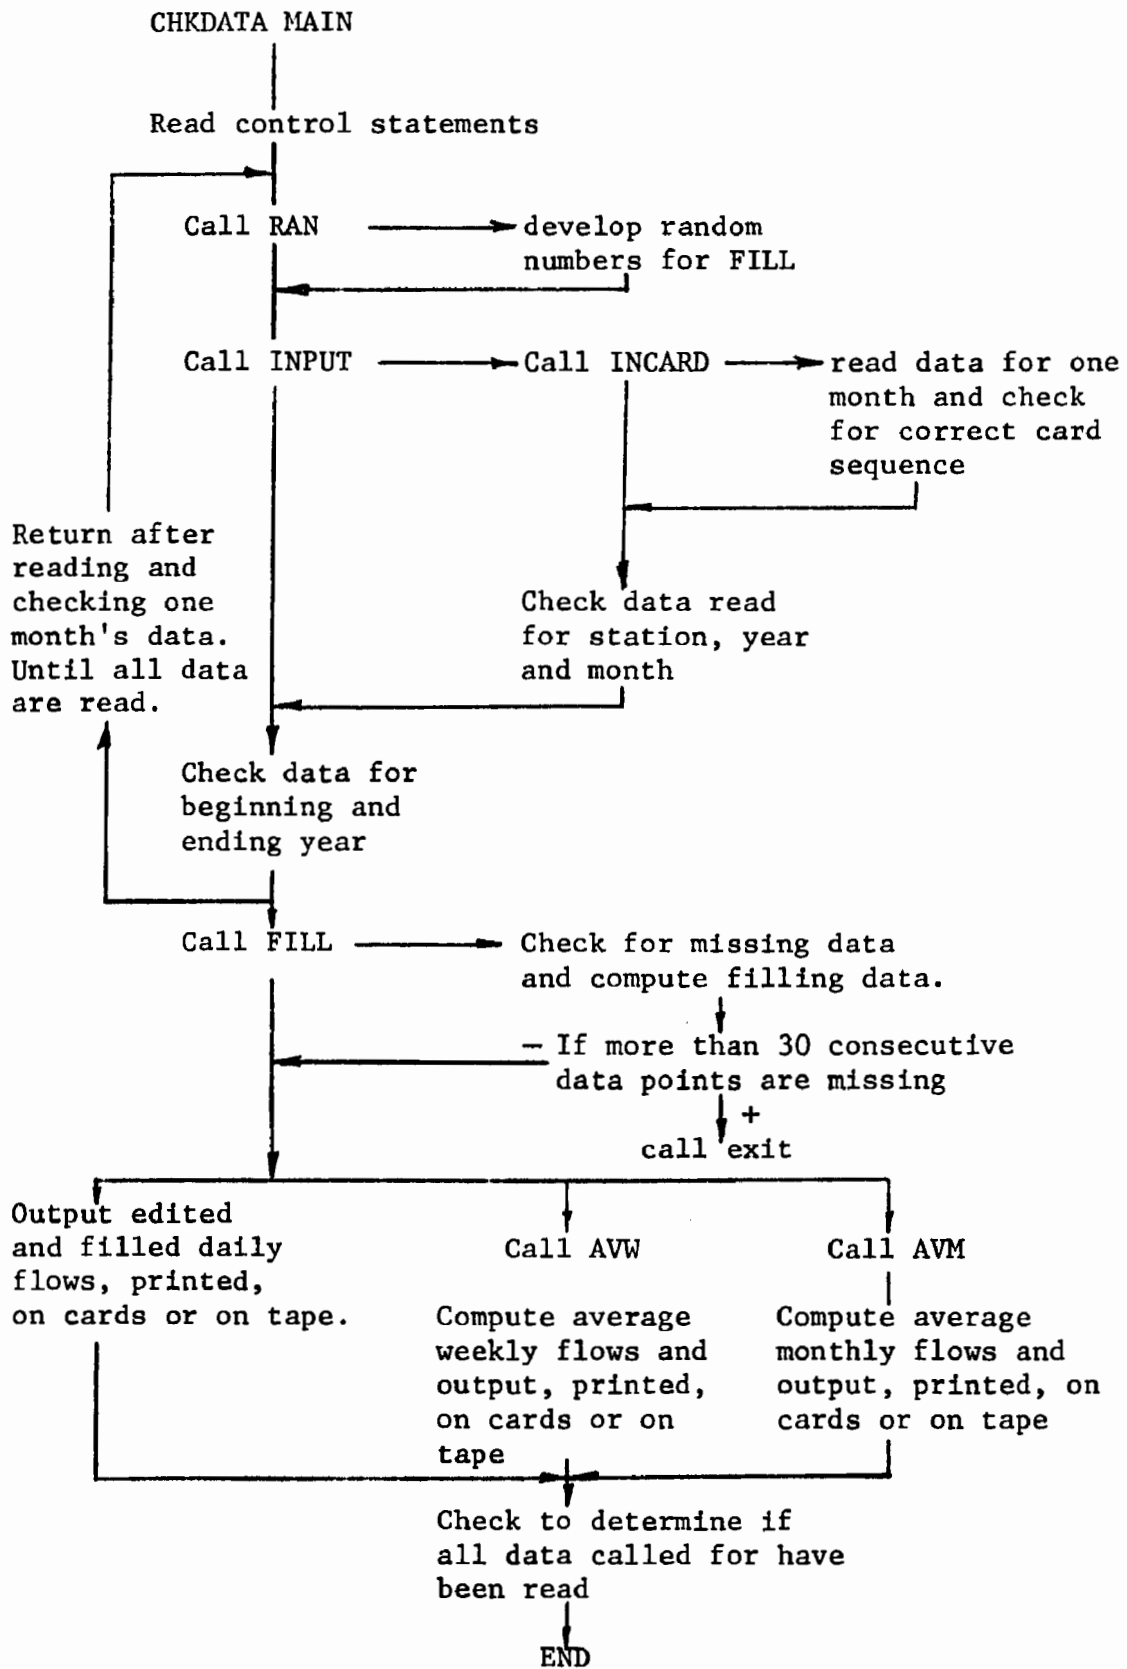 CHKDATA MAIN
Read control statements
Call RAN
develop random
numbers for FILL
Call INPUT
Call INCARD
read data for one
month and check
for correct card
sequence
Return after
reading and
checking one
month's data.
Until all data
are read.
Check data read
for station, year
and month
Check data for
beginning and
ending year
Call FILL
Check for missing data
and compute filling data.
— If more than 30 consecutive
data points are missing
+
call exit
Output edited
and filled daily
flows, printed,
on cards or on tape.
Call AVW
Compute average
weekly flows and
output, printed,
on cards or on
tape
Call AVM
Compute average
monthly flows and
output, printed, on
cards or on tape
Check to determine if
all data called for have
been read
END